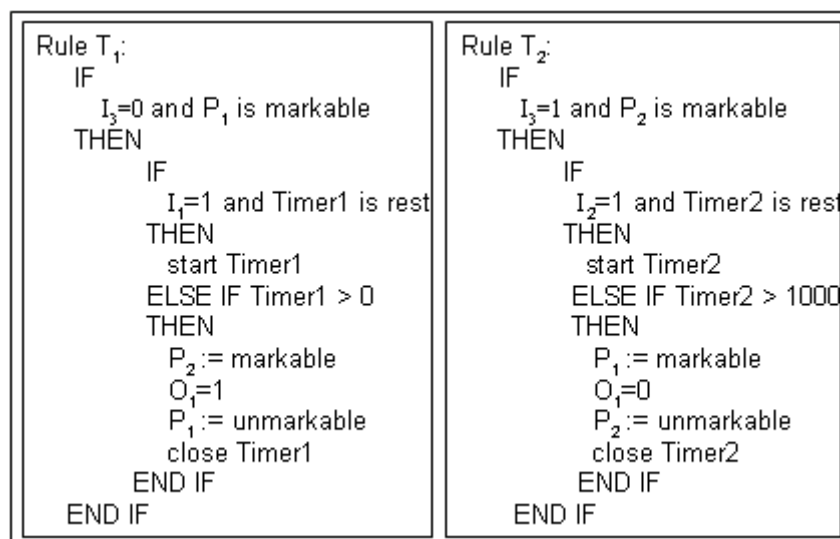 Rule T₁:
IF
I₃=0 and P₁ is markable
THEN
IF
I₁=1 and Timer1 is rest
THEN
start Timer1
ELSE IF Timer1 > 0
THEN
P₂ := markable
O₁=1
P₁ := unmarkable
close Timer1
END IF
END IF
Rule T₂:
IF
I₃=1 and P₂ is markable
THEN
IF
I₂=1 and Timer2 is rest
THEN
start Timer2
ELSE IF Timer2 > 1000
THEN
P₁ := markable
O₁=0
P₂ := unmarkable
close Timer2
END IF
END IF